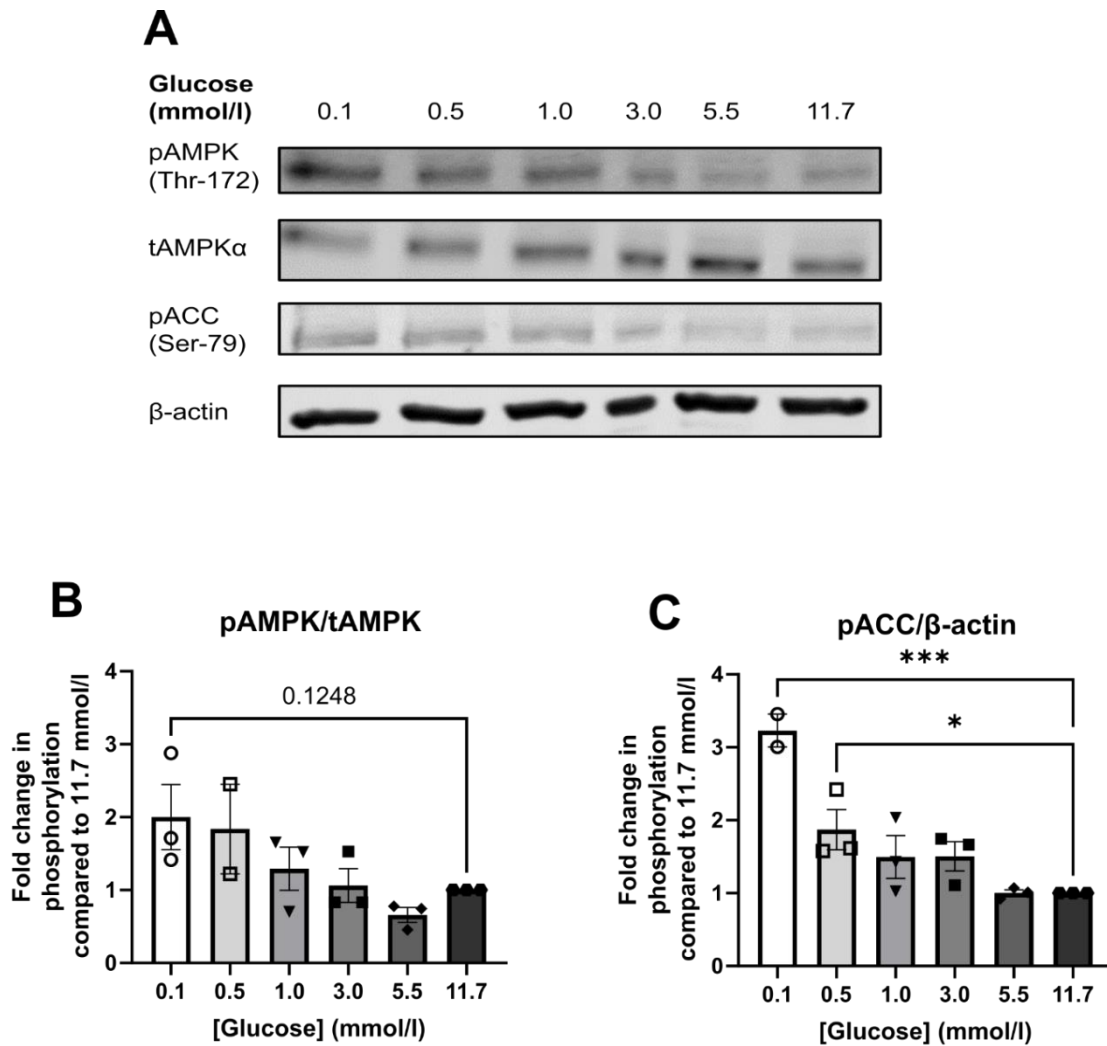 A
Glucose
(mmol/l)
0.1 0.5 1.0 3.0 5.5 11.7
pAMPK
(Thr-172)
tAMPKα
pACC
(Ser-79)
β-actin
B
pAMPK/tAMPK
0.1248
Fold change in
phosphorylation
compared to 11.7 mmol/l
4
3
2
1
0
0.1 0.5 1.0 3.0 5.5 11.7
[Glucose] (mmol/l)
C
pACC/β-actin
***
*
Fold change in
phosphorylation
compared to 11.7 mmol/l
4
3
2
1
0
0.1 0.5 1.0 3.0 5.5 11.7
[Glucose] (mmol/l)